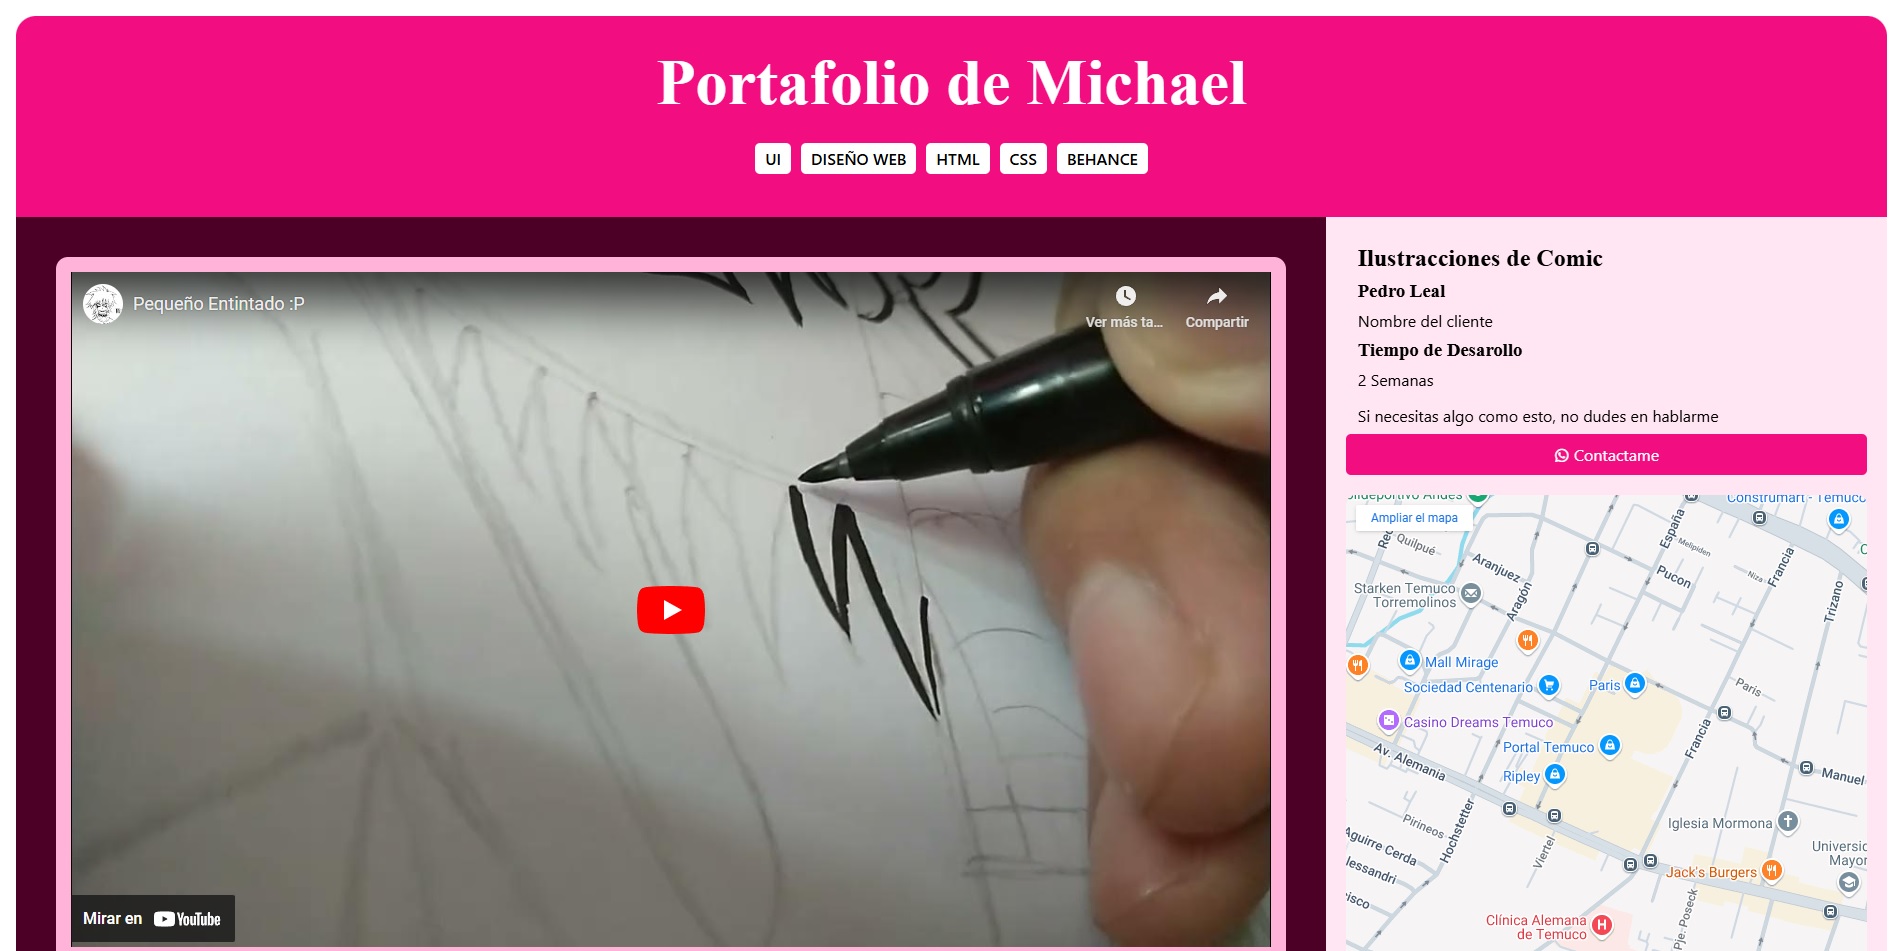 Portafolio de Michael
UI DISEÑO WEB HTML CSS BEHANCE
Pequeño Entintado :P
Ver más ta... Compartir
Mirar en YouTube
Ilustracciones de Comic
Pedro Leal
Nombre del cliente
Tiempo de Desarollo
2 Semanas
Si necesitas algo como esto, no dudes en hablarme
Contactame
Andes
Construmart - Temuco
Ampliar el mapa
Quilpué
España
Melipiden
Aranjuez
Pucon
Niza
Francia
Starken Temuco
Torremolinos
Aragón
Trizano
Mall Mirage
Sociedad Centenario
Paris
Paris
Casino Dreams Temuco
Francia
Portal Temuco
Av. Alemania
Ripley
Manuel
Hochstetter
Pirineos
Iglesia Mormona
Aguirre Cerda
Viertel
Mayor
Jack's Burgers
Pje. Poseck
Clínica Alemana
de Temuco